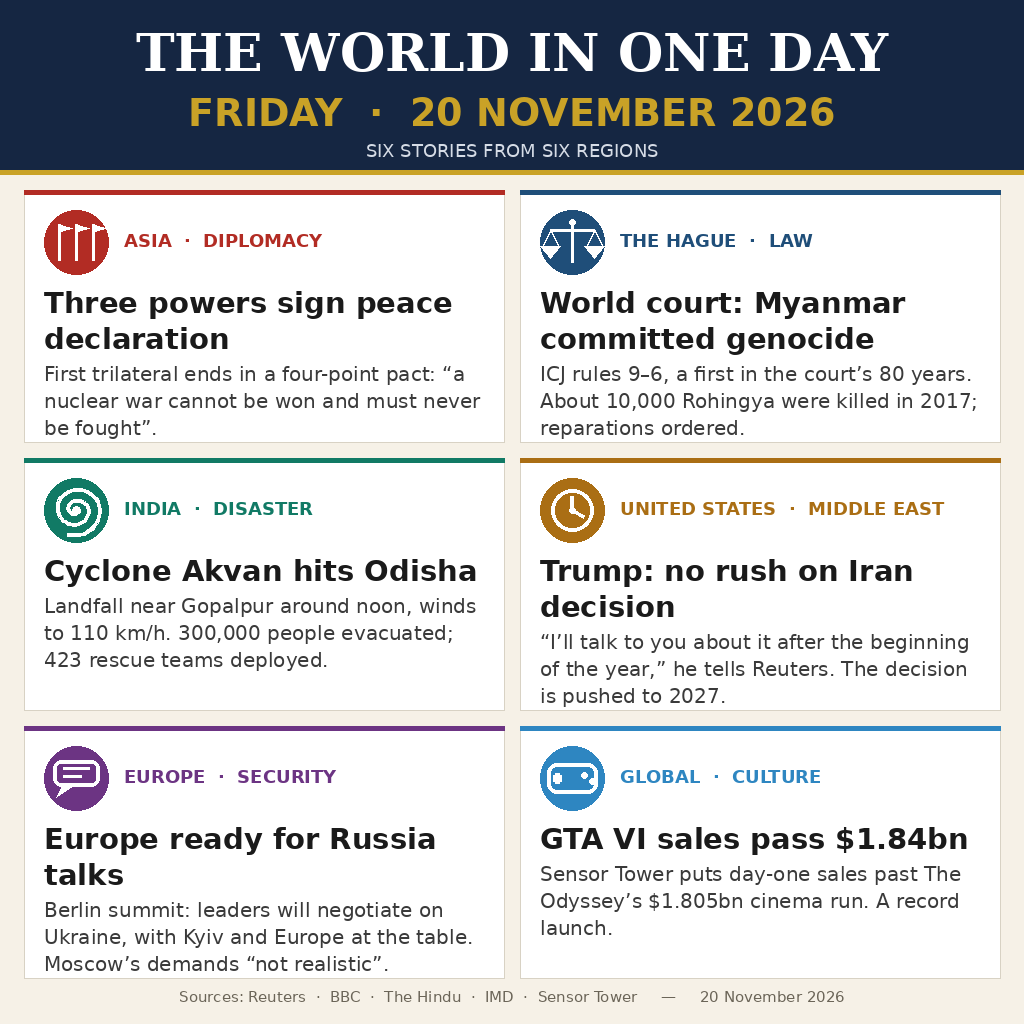 THE WORLD IN ONE DAY
FRIDAY · 20 NOVEMBER 2026
SIX STORIES FROM SIX REGIONS
ASIA · DIPLOMACY
Three powers sign peace
declaration
First trilateral ends in a four-point pact: “a
nuclear war cannot be won and must never
be fought”.
THE HAGUE · LAW
World court: Myanmar
committed genocide
ICJ rules 9–6, a first in the court’s 80 years.
About 10,000 Rohingya were killed in 2017;
reparations ordered.
INDIA · DISASTER
Cyclone Akvan hits Odisha
Landfall near Gopalpur around noon, winds
to 110 km/h. 300,000 people evacuated;
423 rescue teams deployed.
UNITED STATES · MIDDLE EAST
Trump: no rush on Iran
decision
“I’ll talk to you about it after the beginning
of the year,” he tells Reuters. The decision
is pushed to 2027.
EUROPE · SECURITY
Europe ready for Russia
talks
Berlin summit: leaders will negotiate on
Ukraine, with Kyiv and Europe at the table.
Moscow’s demands “not realistic”.
GLOBAL · CULTURE
GTA VI sales pass $1.84bn
Sensor Tower puts day-one sales past The
Odyssey’s $1.805bn cinema run. A record
launch.
Sources: Reuters · BBC · The Hindu · IMD · Sensor Tower — 20 November 2026